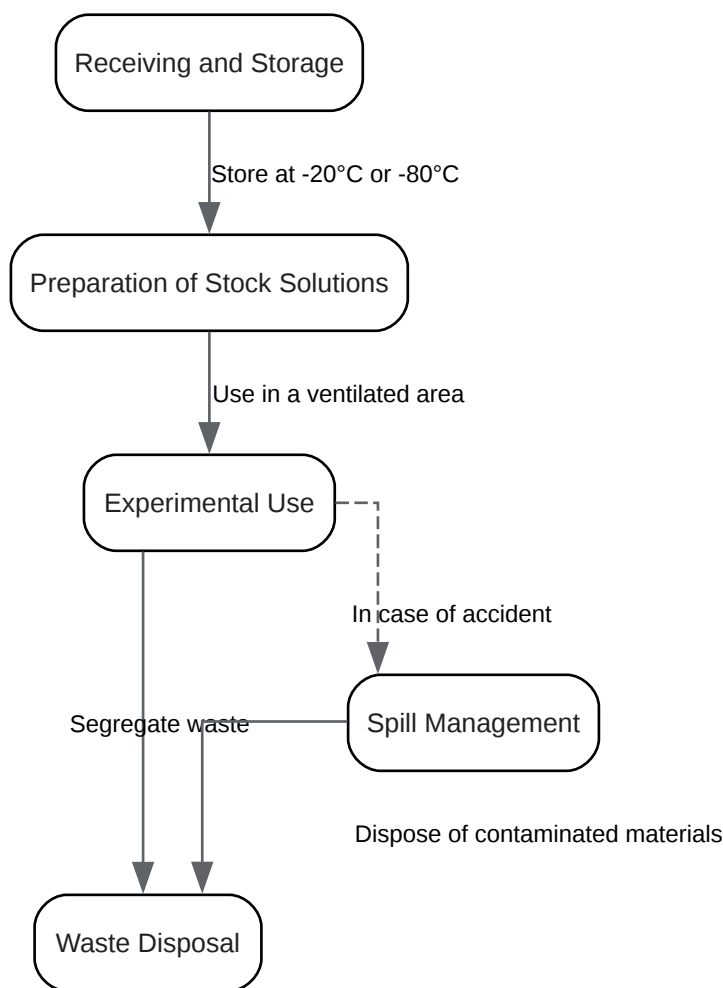 Receiving and Storage
Store at -20°C or -80°C
Preparation of Stock Solutions
Use in a ventilated area
Experimental Use
In case of accident
Segregate waste
Spill Management
Dispose of contaminated materials
Waste Disposal